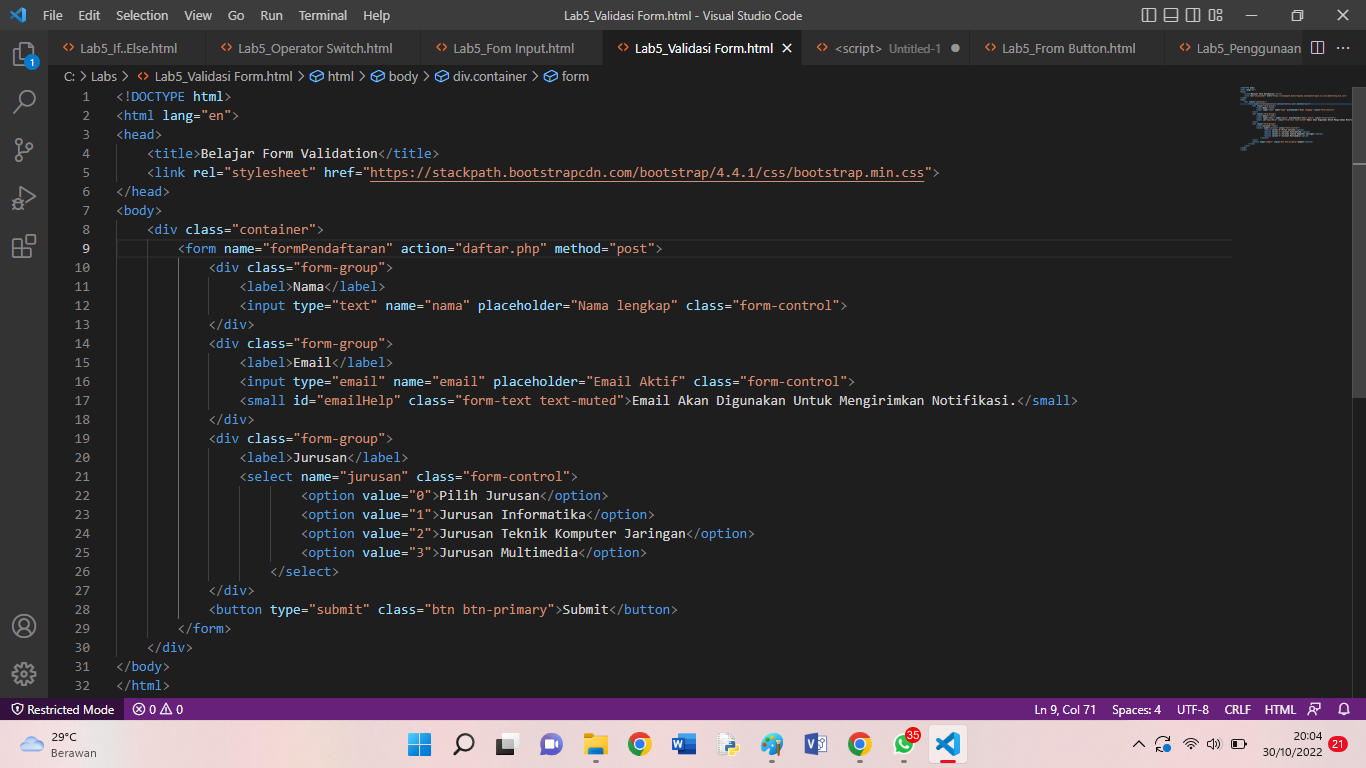 File Edit Selection View Go Run Terminal Help
Lab5_Validasi Form.html - Visual Studio Code
Lab5_If..Else.html
Lab5_Operator Switch.html
Lab5_Fom Input.html
Lab5_Validasi Form.html
<script> Untitled-1
Lab5_From Button.html
Lab5_Penggunaan
C: > Labs > Lab5_Validasi Form.html > html > body > div.container > form
1 <!DOCTYPE html>
2 <html lang="en">
3 <head>
4 <title>Belajar Form Validation</title>
5 <link rel="stylesheet" href="https://stackpath.bootstrapcdn.com/bootstrap/4.4.1/css/bootstrap.min.css">
6 </head>
7 <body>
8 <div class="container">
9 <form name="formPendaftaran" action="daftar.php" method="post">
10 <div class="form-group">
11 <label>Nama</label>
12 <input type="text" name="nama" placeholder="Nama lengkap" class="form-control">
13 </div>
14 <div class="form-group">
15 <label>Email</label>
16 <input type="email" name="email" placeholder="Email Aktif" class="form-control">
17 <small id="emailHelp" class="form-text text-muted">Email Akan Digunakan Untuk Mengirimkan Notifikasi.</small>
18 </div>
19 <div class="form-group">
20 <label>Jurusan</label>
21 <select name="jurusan" class="form-control">
22 <option value="0">Pilih Jurusan</option>
23 <option value="1">Jurusan Informatika</option>
24 <option value="2">Jurusan Teknik Komputer Jaringan</option>
25 <option value="3">Jurusan Multimedia</option>
26 </select>
27 </div>
28 <button type="submit" class="btn btn-primary">Submit</button>
29 </form>
30 </div>
31 </body>
32 </html>
1
Restricted Mode 0 0
Ln 9, Col 71 Spaces: 4 UTF-8 CRLF HTML
29°C
Berawan
35
20:04
30/10/2022
21